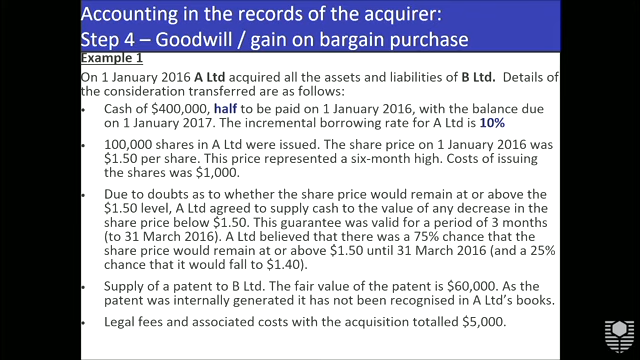 Accounting in the records of the acquirer:
Step 4 – Goodwill / gain on bargain purchase
Example 1
On 1 January 2016 A Ltd acquired all the assets and liabilities of B Ltd. Details of
the consideration transferred are as follows:
• Cash of $400,000, half to be paid on 1 January 2016, with the balance due
on 1 January 2017. The incremental borrowing rate for A Ltd is 10%
• 100,000 shares in A Ltd were issued. The share price on 1 January 2016 was
$1.50 per share. This price represented a six-month high. Costs of issuing
the shares was $1,000.
• Due to doubts as to whether the share price would remain at or above the
$1.50 level, A Ltd agreed to supply cash to the value of any decrease in the
share price below $1.50. This guarantee was valid for a period of 3 months
(to 31 March 2016). A Ltd believed that there was a 75% chance that the
share price would remain at or above $1.50 until 31 March 2016 (and a 25%
chance that it would fall to $1.40).
• Supply of a patent to B Ltd. The fair value of the patent is $60,000. As the
patent was internally generated it has not been recognised in A Ltd's books.
• Legal fees and associated costs with the acquisition totalled $5,000.